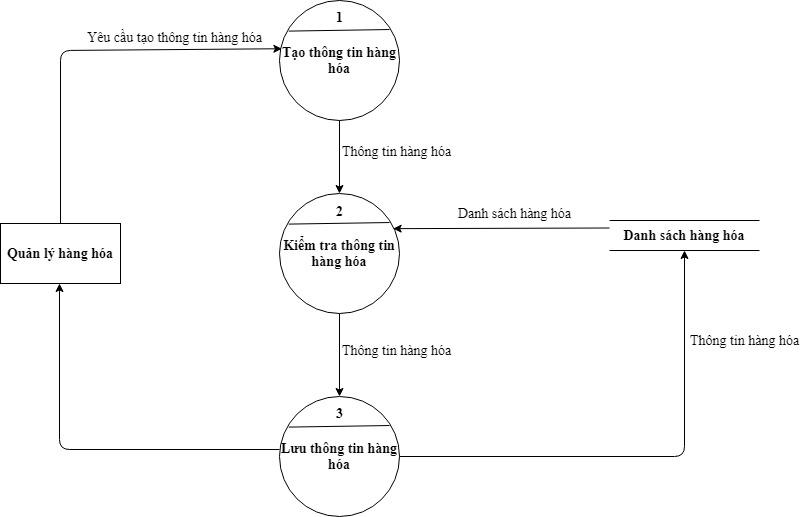 1
Yêu cầu tạo thông tin hàng hóa
Tạo thông tin hàng
hóa
Thông tin hàng hóa
2
Danh sách hàng hóa
Danh sách hàng hóa
Quản lý hàng hóa
Kiểm tra thông tin
hàng hóa
Thông tin hàng hóa
Thông tin hàng hóa
3
Lưu thông tin hàng
hóa